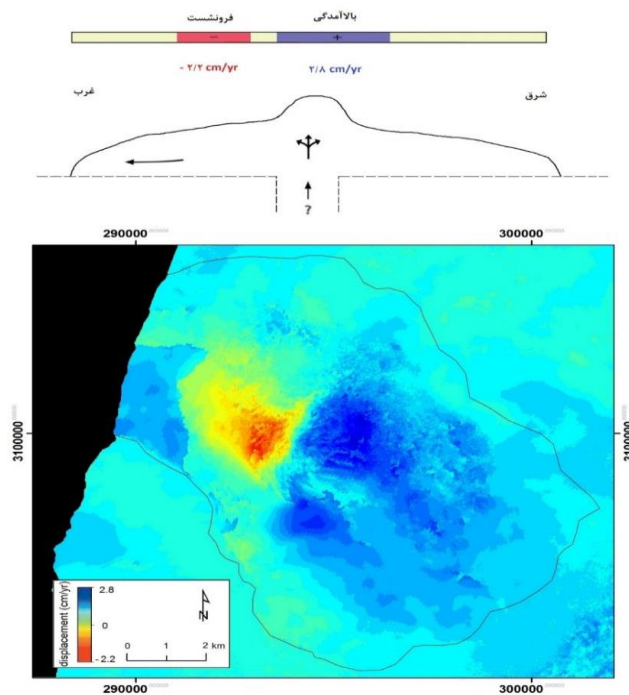 فرونشست بالاآمدگی
− +
- ۲/۲ cm/yr ۲/۸ cm/yr
غرب شرق
?
290000 300000
3100000 3100000
2.8
0
-2.2
displacement (cm/yr)
N
0 1 2 km
290000 300000